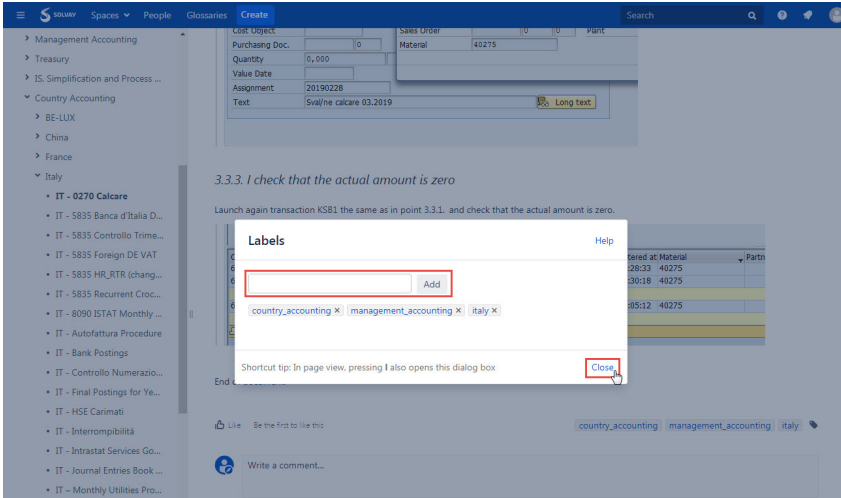 SOLVAY Spaces People Glossaries Create Search
Management Accounting
Treasury
IS. Simplification and Process ...
Country Accounting
BE-LUX
China
France
Italy
IT - 0270 Calcare
IT - 5835 Banca d'Italia D...
IT - 5835 Controllo Trime...
IT - 5835 Foreign DE VAT
IT - 5835 HR_RTR (chang...
IT - 5835 Recurrent Croc...
IT - 8090 ISTAT Monthly ...
IT - Autofattura Procedure
IT - Bank Postings
IT - Controllo Numerazio...
IT - Final Postings for Ye...
IT - HSE Carimati
IT - Interrompibilità
IT - Intrastat Services Go...
IT - Journal Entries Book ...
IT – Monthly Utilities Pro...
Cost Object Sales Order 0 0 Plant
Purchasing Doc. 0 Material 40275
Quantity 0,000
Value Date
Assignment 20190228
Text Sval/ne calcare 03.2019 Long text
3.3.3. I check that the actual amount is zero
Launch again transaction KSB1 the same as in point 3.3.1. and check that the actual amount is zero.
Labels Help
Add
country_accounting × management_accounting × italy ×
Shortcut tip: In page view, pressing l also opens this dialog box Close
tered at Material Partn
:28:33 40275
:30:18 40275
:05:12 40275
End
Like Be the first to like this country_accounting management_accounting italy
Write a comment...